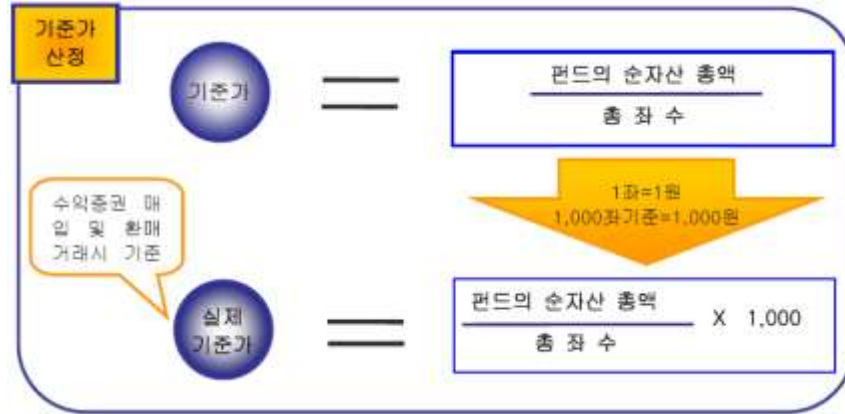 기준가
산정
기준가
펀드의 순자산 총액
총 좌 수
1좌=1원
1,000좌기준=1,000원
수익증권 매
입 및 환매
거래시 기준
실제
기준가
펀드의 순자산 총액
총 좌 수
X 1,000